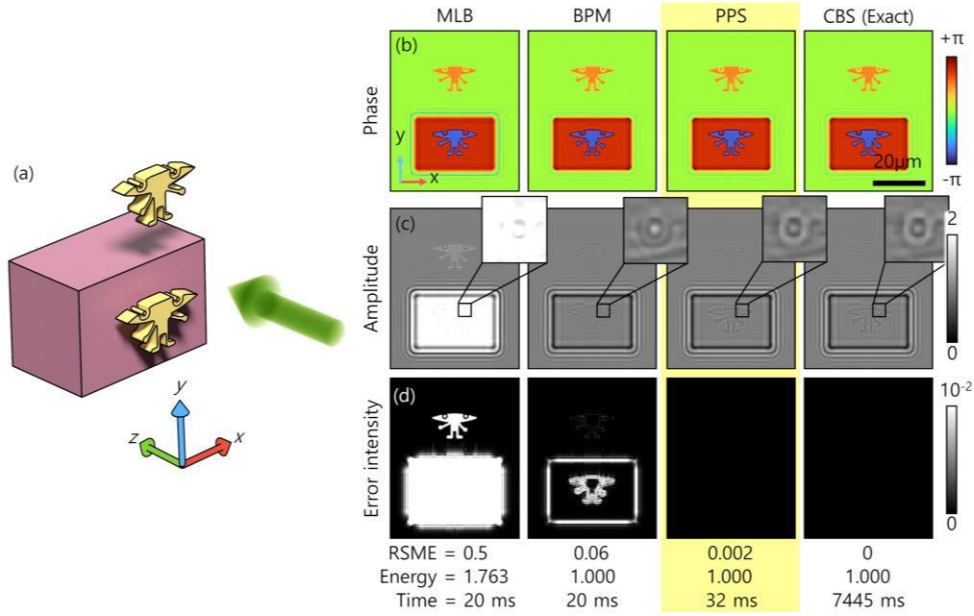 MLB BPM PPS CBS (Exact)
(a)
(b)
Phase
y
x
20μm
+π
-π
(c)
Amplitude
2
0
y
z
x
(d)
Error intensity
10-2
0
RSME = 0.5 0.06 0.002 0
Energy = 1.763 1.000 1.000 1.000
Time = 20 ms 20 ms 32 ms 7445 ms